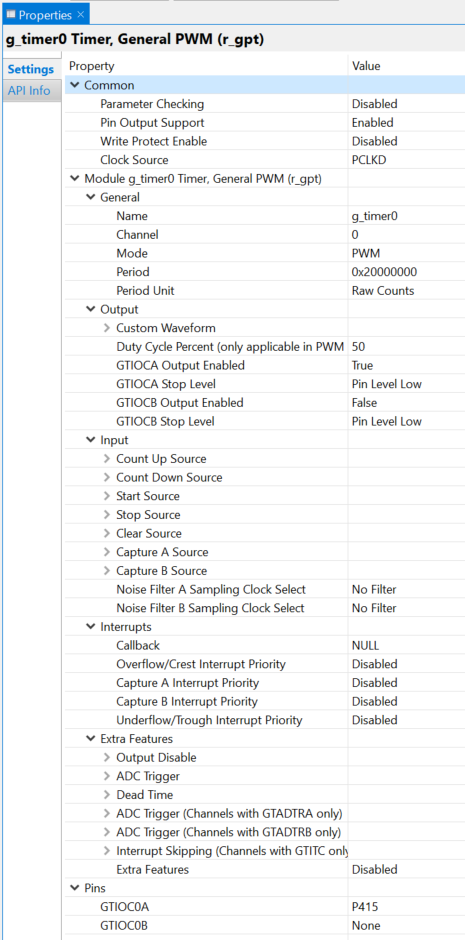 Properties
g_timer0 Timer, General PWM (r_gpt)
Settings
API Info
Property Value
Common
Parameter Checking Disabled
Pin Output Support Enabled
Write Protect Enable Disabled
Clock Source PCLKD
Module g_timer0 Timer, General PWM (r_gpt)
General
Name g_timer0
Channel 0
Mode PWM
Period 0x20000000
Period Unit Raw Counts
Output
Custom Waveform
Duty Cycle Percent (only applicable in PWM 50
GTIOCA Output Enabled True
GTIOCA Stop Level Pin Level Low
GTIOCB Output Enabled False
GTIOCB Stop Level Pin Level Low
Input
Count Up Source
Count Down Source
Start Source
Stop Source
Clear Source
Capture A Source
Capture B Source
Noise Filter A Sampling Clock Select No Filter
Noise Filter B Sampling Clock Select No Filter
Interrupts
Callback NULL
Overflow/Crest Interrupt Priority Disabled
Capture A Interrupt Priority Disabled
Capture B Interrupt Priority Disabled
Underflow/Trough Interrupt Priority Disabled
Extra Features
Output Disable
ADC Trigger
Dead Time
ADC Trigger (Channels with GTADTRA only)
ADC Trigger (Channels with GTADTRB only)
Interrupt Skipping (Channels with GTITC only
Extra Features Disabled
Pins
GTIOC0A P415
GTIOC0B None